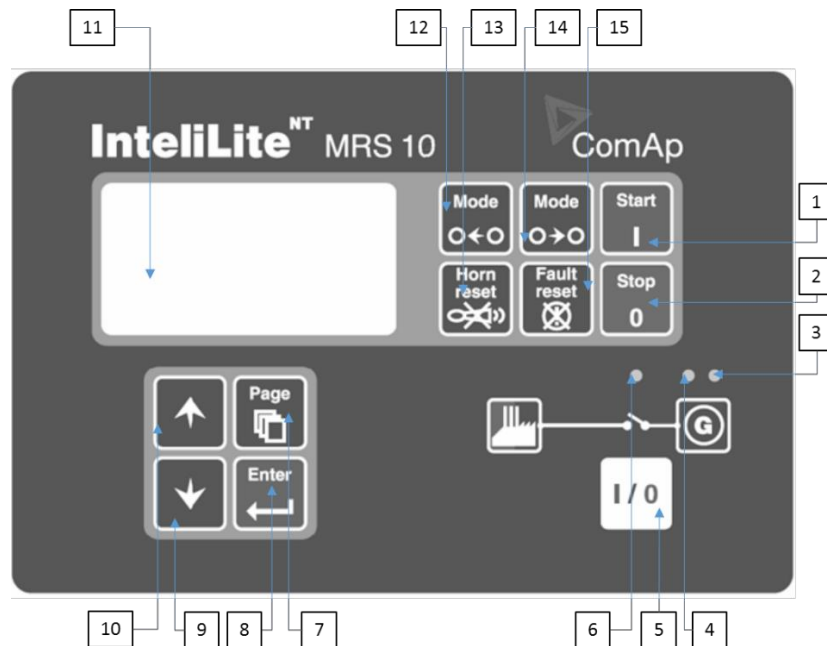 11
12
13
14
15
InteliLite NT MRS 10
ComAp
Mode
Mode
Start
I
1
Horn
reset
Fault
reset
Stop
0
2
3
Page
Enter
G
I / 0
10
9
8
7
6
5
4